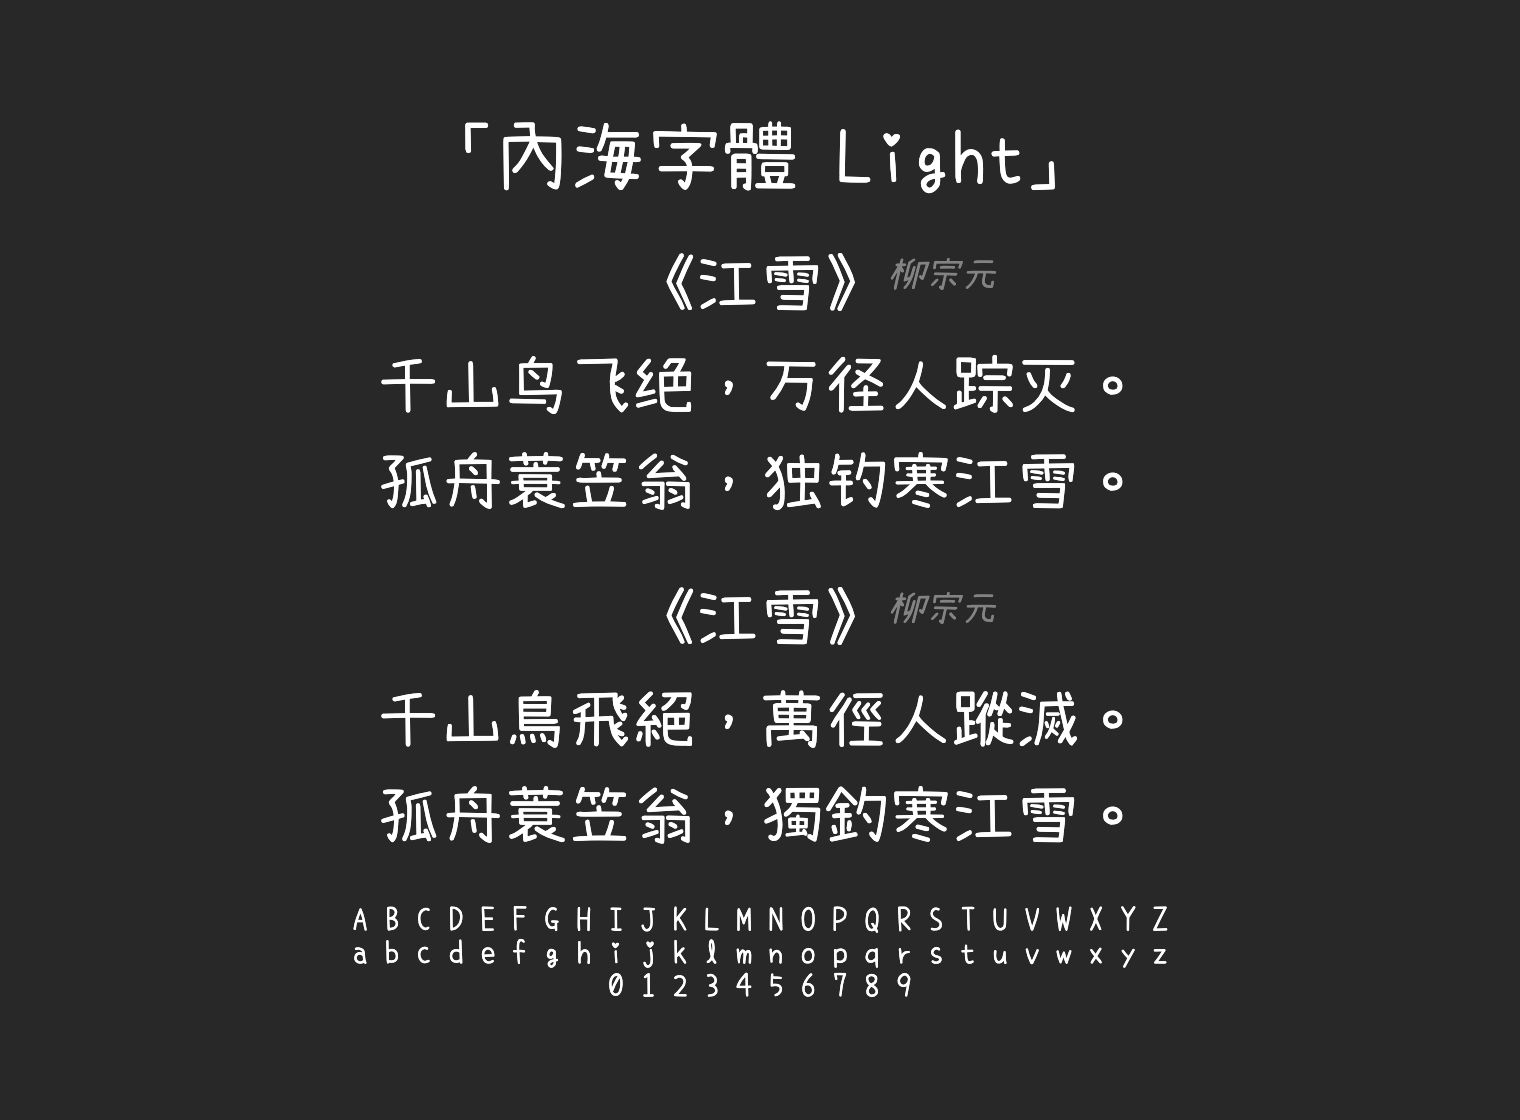 「內海字體 Light」
《江雪》 柳宗元
千山鸟飞绝，万径人踪灭。
孤舟蓑笠翁，独钓寒江雪。
《江雪》 柳宗元
千山鳥飛絕，萬徑人蹤滅。
孤舟蓑笠翁，獨釣寒江雪。
A B C D E F G H I J K L M N O P Q R S T U V W X Y Z
a b c d e f g h i j k l m n o p q r s t u v w x y z
0 1 2 3 4 5 6 7 8 9